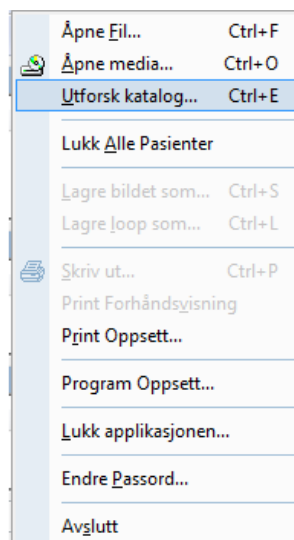 Åpne Fil... Ctrl+F
Åpne media... Ctrl+O
Utforsk katalog... Ctrl+E
Lukk Alle Pasienter
Lagre bildet som... Ctrl+S
Lagre loop som... Ctrl+L
Skriv ut... Ctrl+P
Print Forhåndsvisning
Print Oppsett...
Program Oppsett...
Lukk applikasjonen...
Endre Passord...
Avslutt